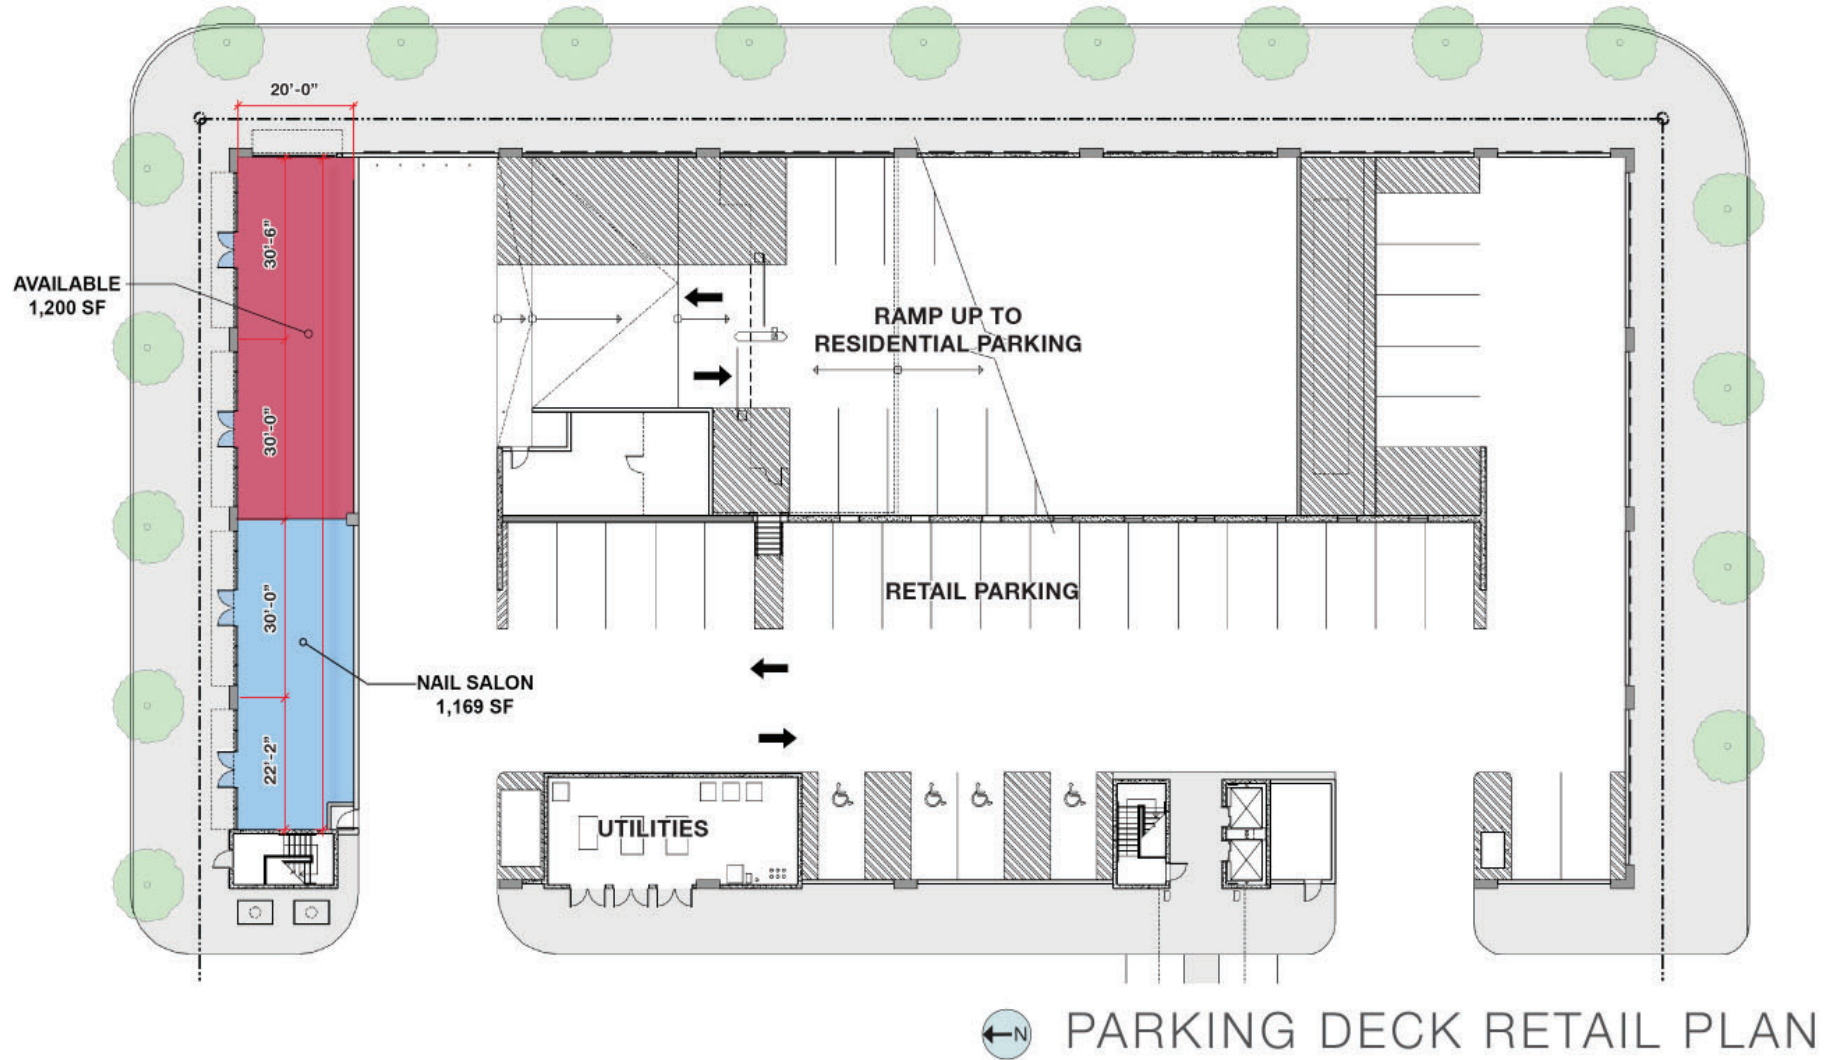 20'-0"
30'-6"
AVAILABLE
1,200 SF
RAMP UP TO
RESIDENTIAL PARKING
30'-0"
30'-0"
RETAIL PARKING
NAIL SALON
1,169 SF
22'-2"
UTILITIES
N
PARKING DECK RETAIL PLAN